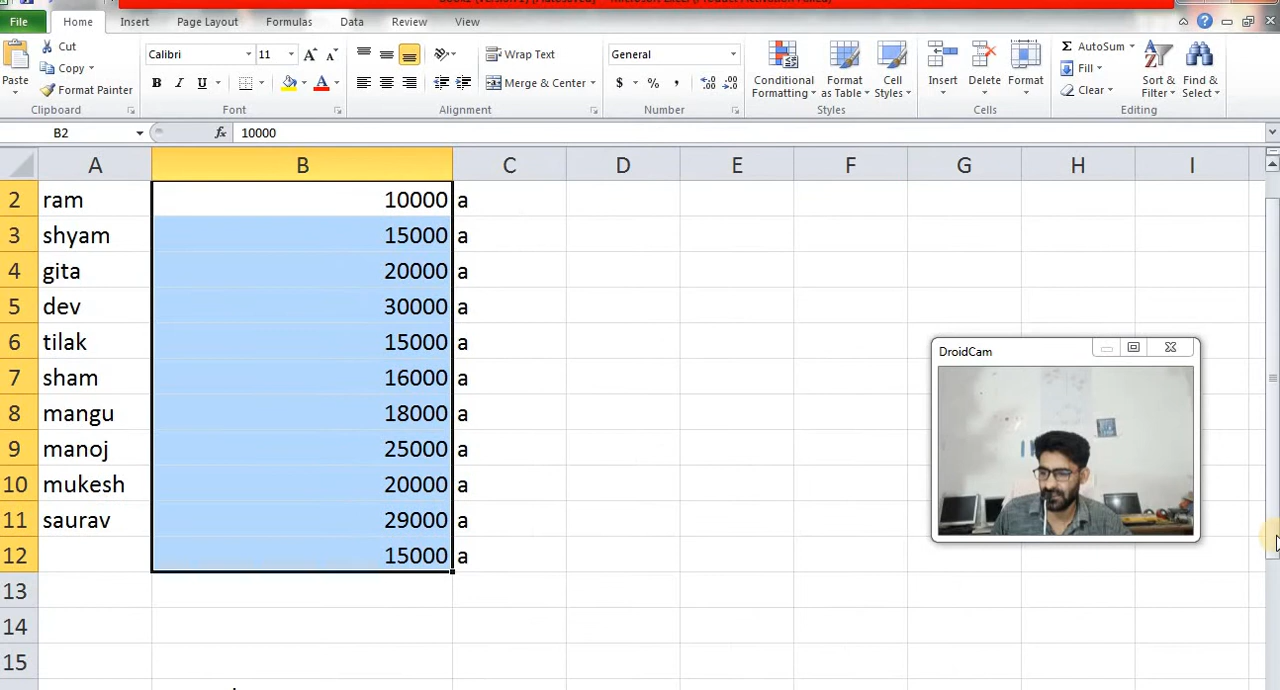 File Home Insert Page Layout Formulas Data Review View
Paste
Cut
Copy
Format Painter
Clipboard
Calibri 11
B I U
Font
Wrap Text
Merge & Center
Alignment
General
$ % ,
Number
Conditional Formatting
Format as Table
Cell Styles
Styles
Insert Delete Format
Cells
AutoSum
Fill
Clear
Sort & Filter
Find & Select
Editing
B2 fx 10000
A B C D E F G H I
2 ram 10000 a
3 shyam 15000 a
4 gita 20000 a
5 dev 30000 a
6 tilak 15000 a
7 sham 16000 a
8 mangu 18000 a
9 manoj 25000 a
10 mukesh 20000 a
11 saurav 29000 a
12 15000 a
13
14
15
DroidCam